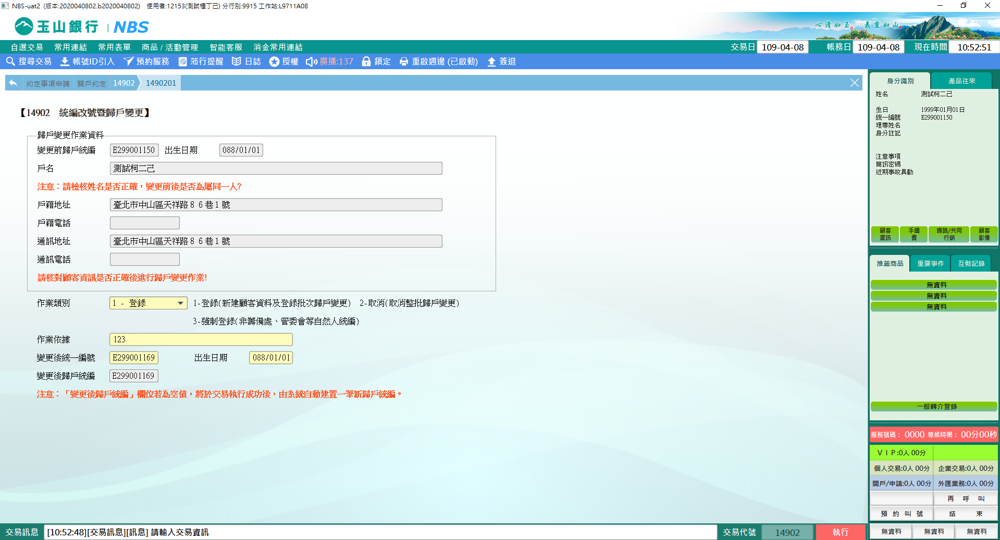 NBS-uat2 (版本:2020040802.b2020040802) 使用者:12153(測試櫃丁己) 分行別:9915 工作站:L9711A08
玉山銀行 | NBS
心清如玉 義重如山
自選交易 常用連結 常用表單 商品 / 活動管理 智能客服 消金常用連結 交易日 109-04-08 帳務日 109-04-08 現在時間 10:52:51
搜尋交易 帳號ID引入 預約服務 蒞行提醒 日誌 授權 廣播:137 鎖定 重啟週邊 (已啟動) 簽退
約定事項申請 歸戶約定 14902 1490201
【14902 統編改號暨歸戶變更】
歸戶變更作業資料
變更前歸戶統編 E299001150 出生日期 088/01/01
戶名 測試柯二己
注意：請檢核姓名是否正確，變更前後是否為屬同一人?
戶籍地址 臺北市中山區天祥路８６巷１號
戶籍電話
通訊地址 臺北市中山區天祥路８６巷１號
通訊電話
請核對顧客資訊是否正確後進行歸戶變更作業!
作業類別 1 - 登錄 1-登錄(新建顧客資料及登錄批次歸戶變更) 2-取消(取消整批歸戶變更)
3-強制登錄(非籌備處、管委會等自然人統編)
作業依據 123
變更後統一編號 E299001169 出生日期 088/01/01
變更後歸戶統編 E299001169
注意：「變更後歸戶統編」欄位若為空值，將於交易執行成功後，由系統自動建置一筆新歸戶統編。
身分識別 產品往來
姓名 測試柯二己
生日 1999年01月01日
統一編號 E299001150
理專姓名
身分註記
注意事項
簡訊密碼
近期事故異動
顧客資訊 手續費 通路/共同行銷 顧客影像
推薦商品 重要事件 互動記錄
無資料
無資料
無資料
一般轉介登錄
服務號碼： 0000 等候時間： 00分00秒
ＶＩＰ:0人 00分
個人交易:0人 00分 企業交易:0人 00分
開戶/申請:0人 00分 外匯業務:0人 00分
再 呼 叫
預 約 叫 號 結 束
無資料 無資料 無資料
交易訊息 [10:52:48][交易訊息][訊息] 請輸入交易資訊 交易代號 14902 執行